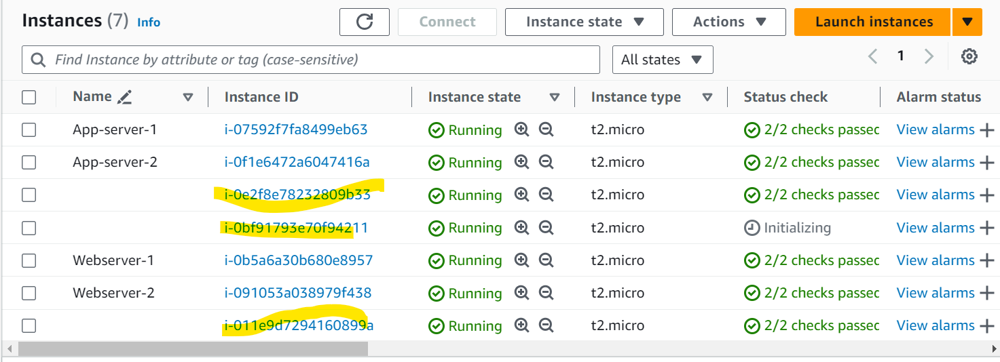 Instances (7) Info Connect Instance state Actions Launch instances
Find Instance by attribute or tag (case-sensitive) All states 1
Name Instance ID Instance state Instance type Status check Alarm status
App-server-1 i-07592f7fa8499eb63 Running t2.micro 2/2 checks passec View alarms
App-server-2 i-0f1e6472a6047416a Running t2.micro 2/2 checks passec View alarms
i-0e2f8e78232809b33 Running t2.micro 2/2 checks passec View alarms
i-0bf91793e70f94211 Running t2.micro Initializing View alarms
Webserver-1 i-0b5a6a30b680e8957 Running t2.micro 2/2 checks passec View alarms
Webserver-2 i-091053a038979f438 Running t2.micro 2/2 checks passec View alarms
i-011e9d7294160899a Running t2.micro 2/2 checks passec View alarms